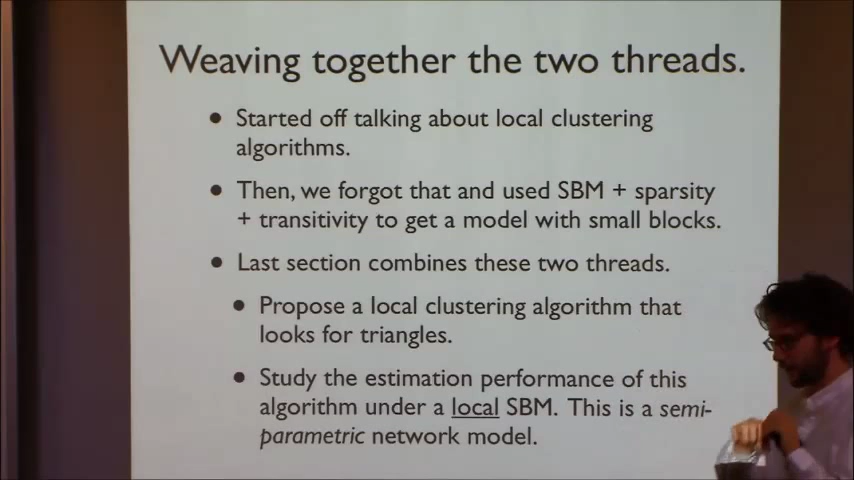 Weaving together the two threads.
• Started off talking about local clustering
algorithms.
• Then, we forgot that and used SBM + sparsity
+ transitivity to get a model with small blocks.
• Last section combines these two threads.
• Propose a local clustering algorithm that
looks for triangles.
• Study the estimation performance of this
algorithm under a local SBM. This is a semi-
parametric network model.